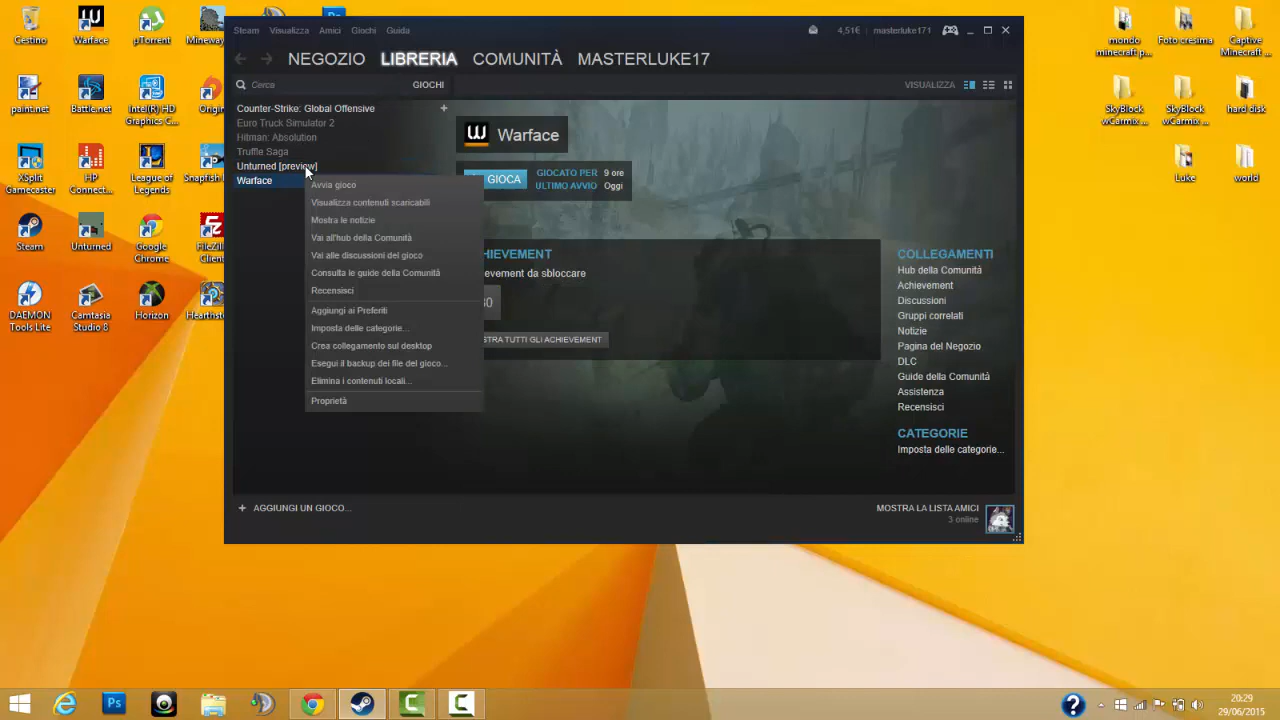 Steam Visualizza Amici Giochi Guida
4,51€ masterluke171
NEGOZIO LIBRERIA COMUNITÀ MASTERLUKE17
Cerca GIOCHI VISUALIZZA
Counter-Strike: Global Offensive +
Euro Truck Simulator 2
Hitman: Absolution
Truffle Saga
Unturned [preview]
Warface
Avvia gioco
Visualizza contenuti scaricabili
Mostra le notizie
Vai all'hub della Comunità
Vai alle discussioni del gioco
Consulta le guide della Comunità
Recensisci
Aggiungi ai Preferiti
Imposta delle categorie...
Crea collegamento sul desktop
Esegui il backup dei file del gioco...
Elimina i contenuti locali...
Proprietà
Warface
GIOCA
GIOCATO PER 9 ore
ULTIMO AVVIO Oggi
HIEVEMENT
evement da sbloccare
STRA TUTTI GLI ACHIEVEMENT
COLLEGAMENTI
Hub della Comunità
Achievement
Discussioni
Gruppi correlati
Notizie
Pagina del Negozio
DLC
Guide della Comunità
Assistenza
Recensisci
CATEGORIE
Imposta delle categorie...
+ AGGIUNGI UN GIOCO...
MOSTRA LA LISTA AMICI
3 online
Cestino
Warface
µTorrent
Mineway
paint.net
Battle.net
Intel(R) HD
Graphics C...
Origin
XSplit
Gamecaster
HP
Connect...
League of
Legends
Snapfish
Steam
Unturned
Google
Chrome
FileZill
Client
DAEMON
Tools Lite
Camtasia
Studio 8
Horizon
Hearthst
mondo
minecraft p...
Foto cresima
Captive
Minecraft ...
SkyBlock
wCarmix ...
SkyBlock
wCarmix ...
hard disk
Luke
world
Ps
20:29
29/06/2015